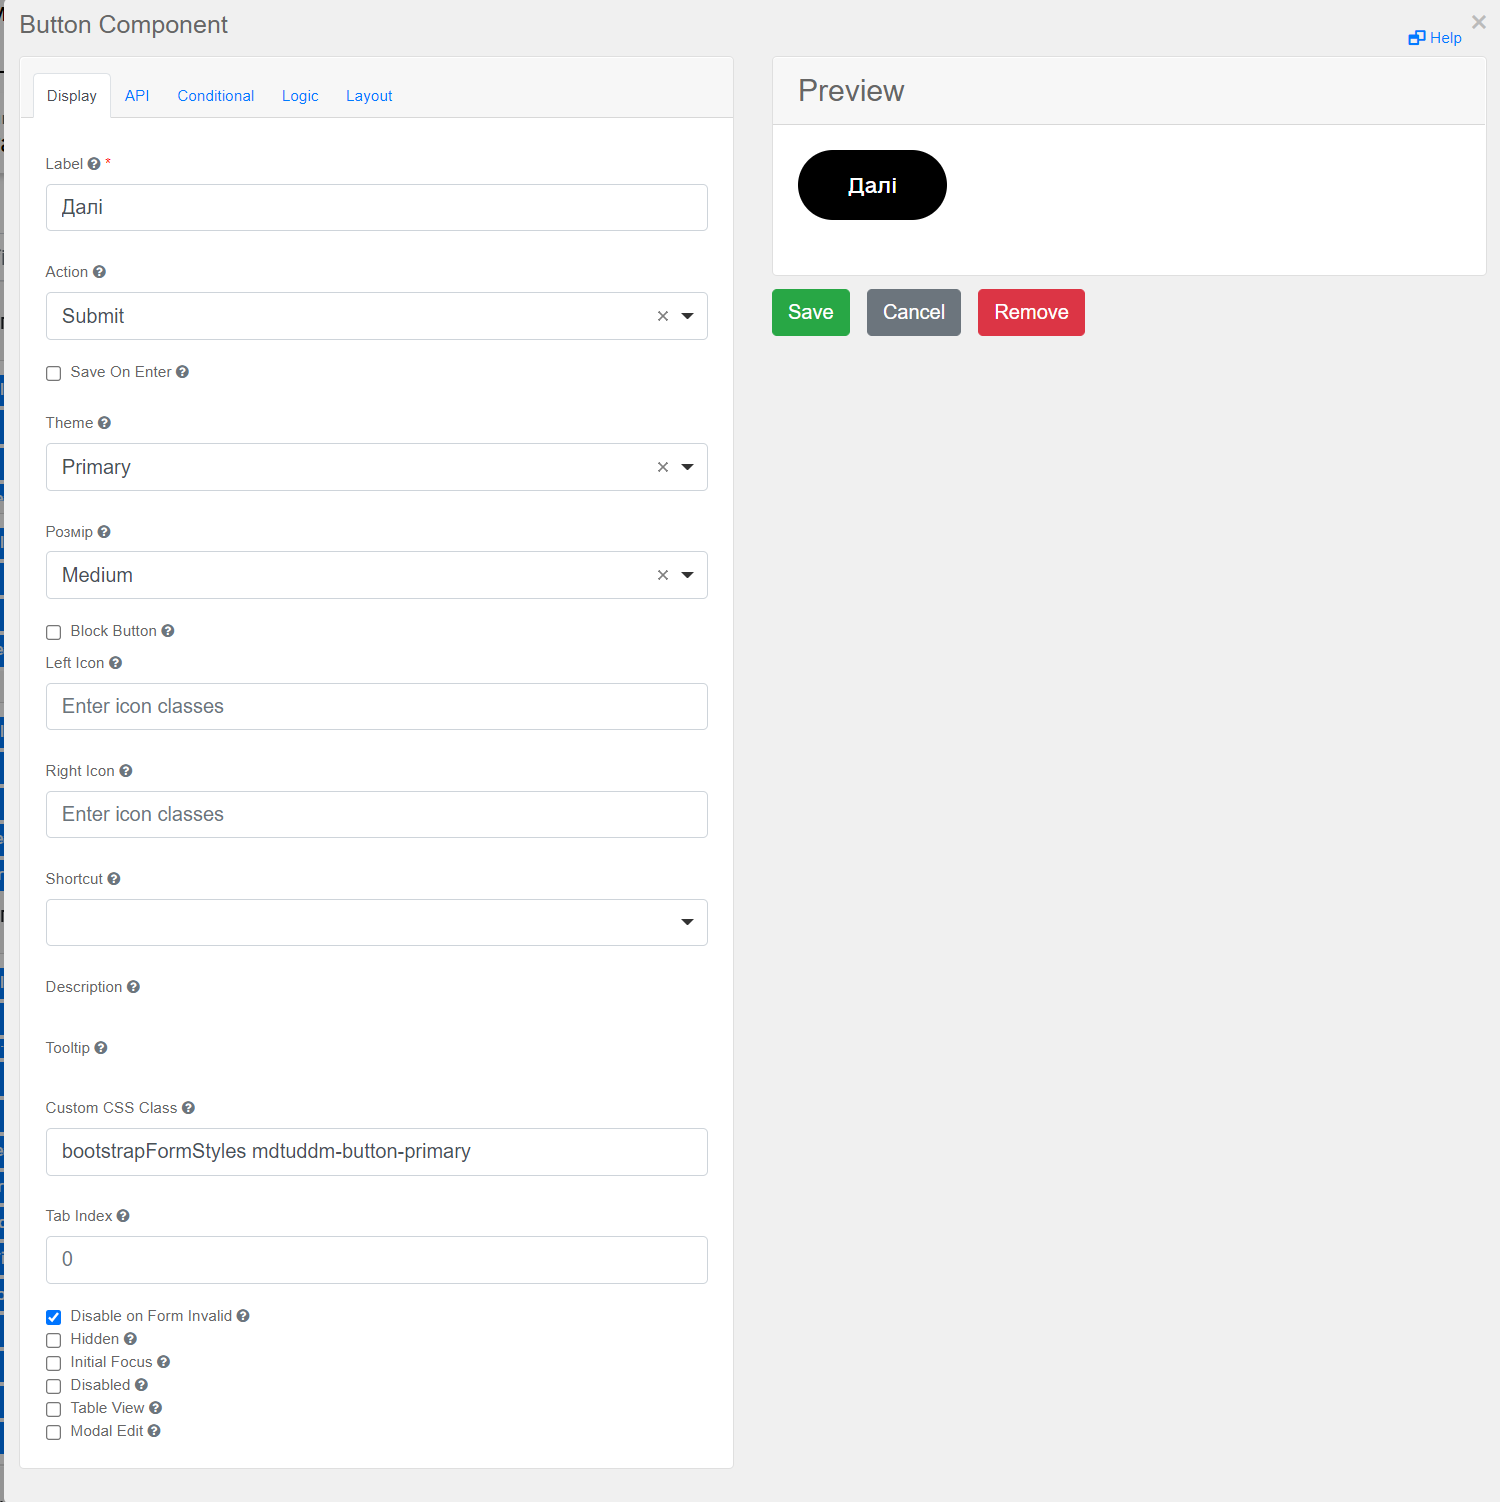 Button Component
Help
Display
API
Conditional
Logic
Layout
Label *
Далі
Action
Submit
Save On Enter
Theme
Primary
Розмір
Medium
Block Button
Left Icon
Enter icon classes
Right Icon
Enter icon classes
Shortcut
Description
Tooltip
Custom CSS Class
bootstrapFormStyles mdtuddm-button-primary
Tab Index
0
Disable on Form Invalid
Hidden
Initial Focus
Disabled
Table View
Modal Edit
Preview
Далі
Save
Cancel
Remove